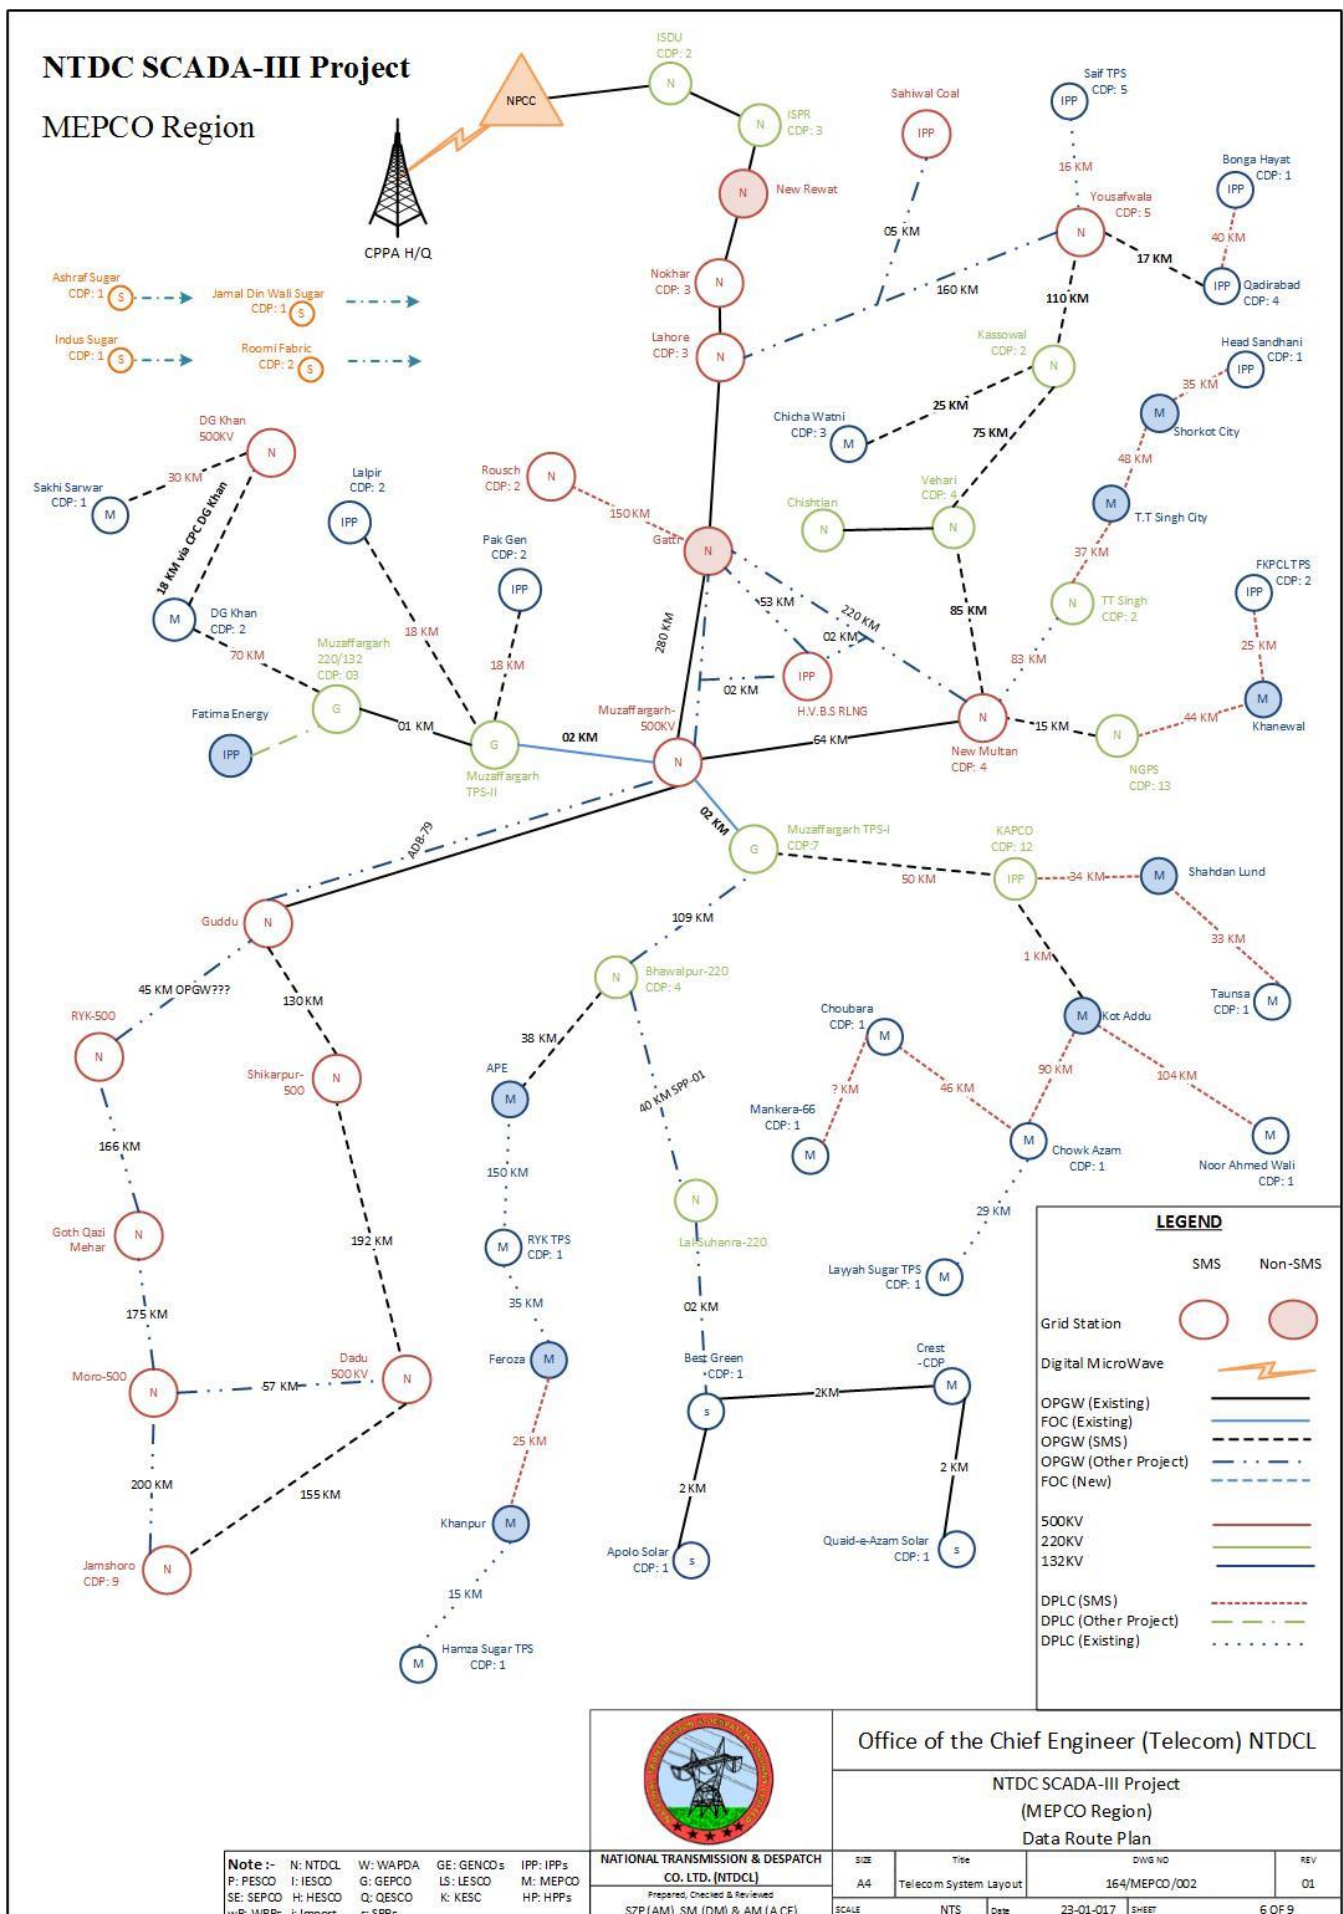 NTDC SCADA-III Project
MEPCO Region
NPCC
CPPA H/Q
ISDU
CDP: 2
N
ISPR
CDP: 3
N
New Rewat
N
Nokhar
CDP: 3
N
Lahore
CDP: 3
N
Sahiwal Coal
IPP
05 KM
160 KM
Saif TPS
CDP: 5
IPP
16 KM
Yousafwala
CDP: 5
N
Bonga Hayat
CDP: 1
IPP
40 KM
17 KM
Qadirabad
CDP: 4
IPP
110 KM
Kassowal
CDP: 2
N
25 KM
Chicha Watni
CDP: 3
M
75 KM
Head Sandhani
CDP: 1
IPP
35 KM
M
Shorkot City
48 KM
M
T.T Singh City
37 KM
N
TT Singh
CDP: 2
83 KM
Ashraf Sugar
CDP: 1
S
Jamal Din Wali Sugar
CDP: 1
S
Indus Sugar
CDP: 1
S
Roomi Fabric
CDP: 2
S
DG Khan
500KV
N
30 KM
Sakhi Sarwar
CDP: 1
M
18 KM via CPC DG Khan
M
DG Khan
CDP: 2
70 KM
Lalpir
CDP: 2
IPP
18 KM
Rousch
CDP: 2
N
150 KM
Gatti
N
Pak Gen
CDP: 2
IPP
18 KM
Chishtian
N
Vehari
CDP: 4
N
85 KM
FKPCL TPS
CDP: 2
IPP
25 KM
M
Khanewal
44 KM
Muzaffargarh
220/132
CDP: 03
G
01 KM
Fatima Energy
IPP
G
Muzaffargarh
TPS-II
02 KM
280 KM
53 KM
220 KM
02 KM
02 KM
IPP
H.V.B.S RLNG
Muzaffargarh-
500KV
N
64 KM
N
New Multan
CDP: 4
15 KM
N
NGPS
CDP: 13
ADB-79
02 KM
Muzaffargarh TPS-I
CDP:7
G
50 KM
KAPCO
CDP: 12
IPP
34 KM
M
Shahdan Lund
33 KM
Taunsa
CDP: 1
M
1 KM
M
Kot Addu
90 KM
104 KM
M
Noor Ahmed Wali
CDP: 1
Guddu
N
45 KM OPGW???
130 KM
109 KM
N
Bhawalpur-220
CDP: 4
38 KM
APE
M
40 KM SPP-01
Choubara
CDP: 1
M
? KM
46 KM
Mankera-66
CDP: 1
M
M
Chowk Azam
CDP: 1
29 KM
Layyah Sugar TPS
CDP: 1
M
RYK-500
N
Shikarpur-
500
N
166 KM
150 KM
Goth Qazi
Mehar
N
192 KM
M
RYK TPS
CDP: 1
N
Lal Suhanra-220
175 KM
35 KM
02 KM
Moro-500
N
57 KM
Dadu
500 KV
N
Feroza
M
Best Green
CDP: 1
s
2KM
Crest
-CDP
M
25 KM
200 KM
155 KM
2 KM
2 KM
Khanpur
M
Jamshoro
CDP: 9
N
Apolo Solar
CDP: 1
s
Quaid-e-Azam Solar
CDP: 1
s
15 KM
M
Hamza Sugar TPS
CDP: 1
LEGEND
SMS Non-SMS
Grid Station
Digital MicroWave
OPGW (Existing)
FOC (Existing)
OPGW (SMS)
OPGW (Other Project)
FOC (New)
500KV
220KV
132KV
DPLC (SMS)
DPLC (Other Project)
DPLC (Existing)
Office of the Chief Engineer (Telecom) NTDCL
NTDC SCADA-III Project
(MEPCO Region)
Data Route Plan
NATIONAL TRANSMISSION & DESPATCH
CO. LTD. (NTDCL)
Prepared, Checked & Reviewed
SZP (AM), SM (DM) & AM (A.CE)
SIZE Title DWG NO REV
A4 Telecom System Layout 164/MEPCO/002 01
SCALE NTS Date 23-01-017 SHEET 6 OF 9
Note :- N: NTDCL W: WAPDA GE: GENCOs IPP: IPPs
P: PESCO I: IESCO G: GEPCO LS: LESCO M: MEPCO
SE: SEPCO H: HESCO Q: QESCO K: KESC HP: HPPs